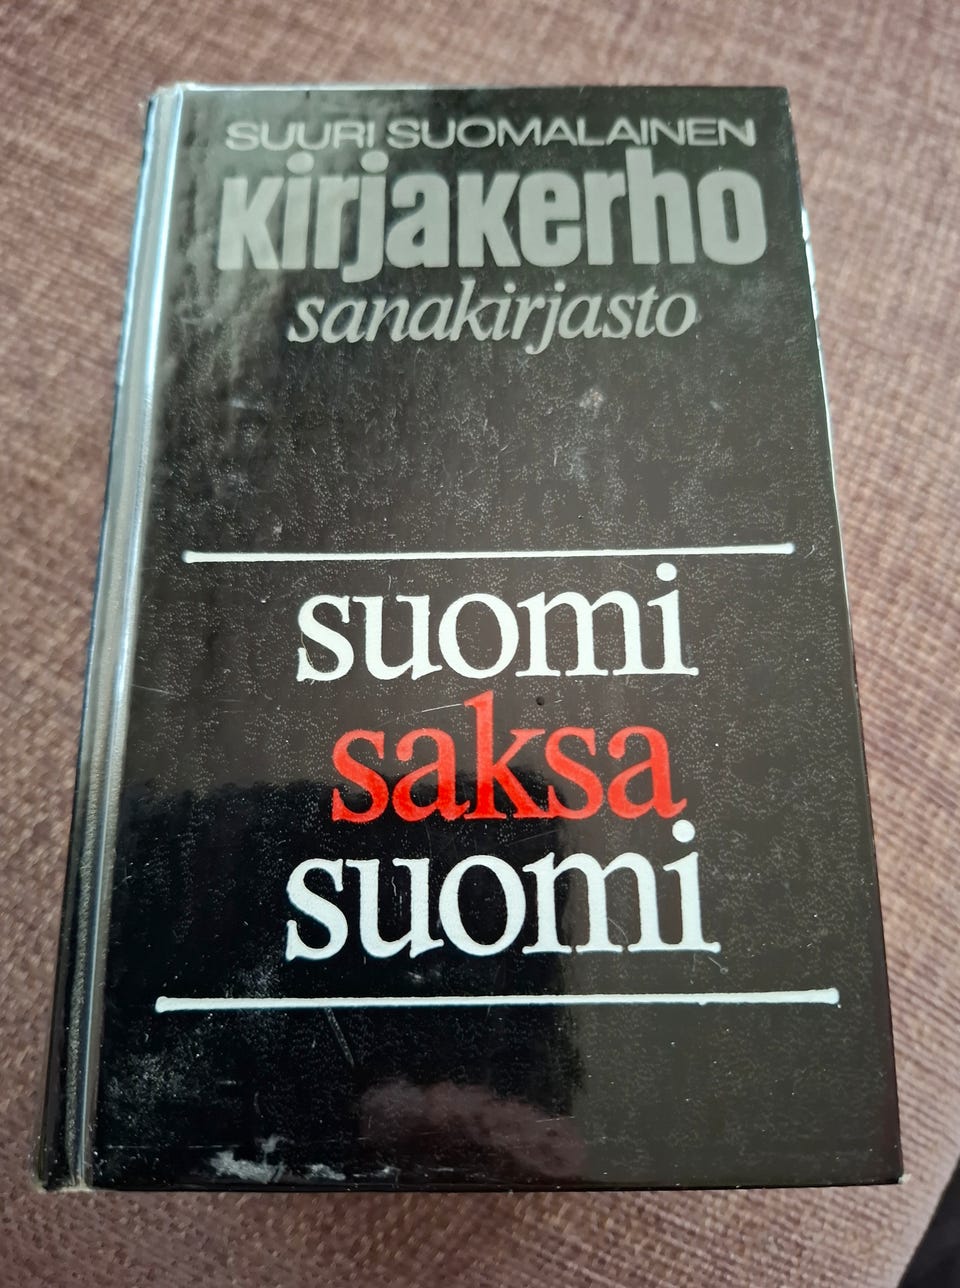 SUURI SUOMALAINEN
kirjakerho
sanakirjasto
suomi
saksa
suomi